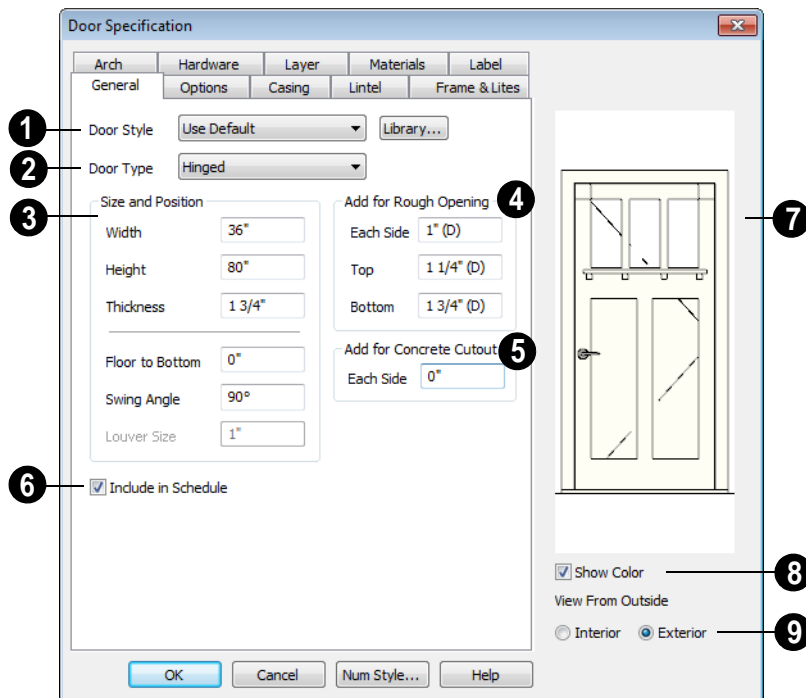 Door Specification
Arch Hardware Layer Materials Label
General Options Casing Lintel Frame & Lites
1 Door Style Use Default Library...
2 Door Type Hinged
3 Size and Position
Width 36"
Height 80"
Thickness 1 3/4"
Floor to Bottom 0"
Swing Angle 90°
Louver Size 1"
Add for Rough Opening 4
Each Side 1" (D)
Top 1 1/4" (D)
Bottom 1 3/4" (D)
Add for Concrete Cutout 5
Each Side 0"
6 Include in Schedule
7
Show Color 8
View From Outside
Interior Exterior 9
OK Cancel Num Style... Help